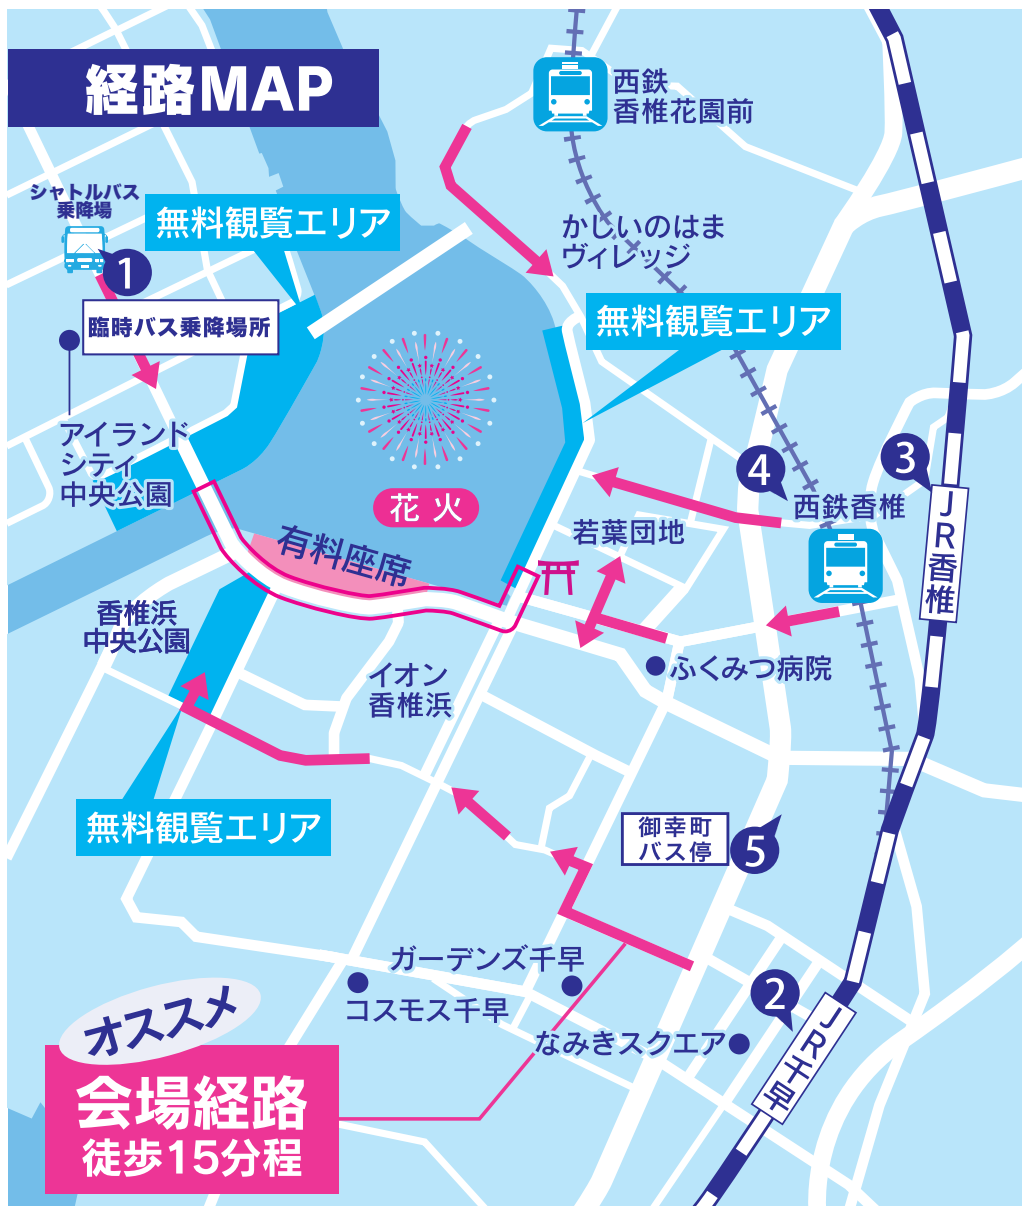 経路MAP
西鉄
香椎花園前
シャトルバス
乗降場
無料観覧エリア
かしいのはま
ヴィレッジ
1
臨時バス乗降場所
無料観覧エリア
アイランド
シティ
中央公園
3
4
花火
西鉄香椎
JR香椎
若葉団地
有料座席
香椎浜
中央公園
イオン
香椎浜
ふくみつ病院
無料観覧エリア
御幸町
バス停
5
ガーデンズ千早
コスモス千早
2
なみきスクエア
JR千早
オススメ
会場経路
徒歩15分程